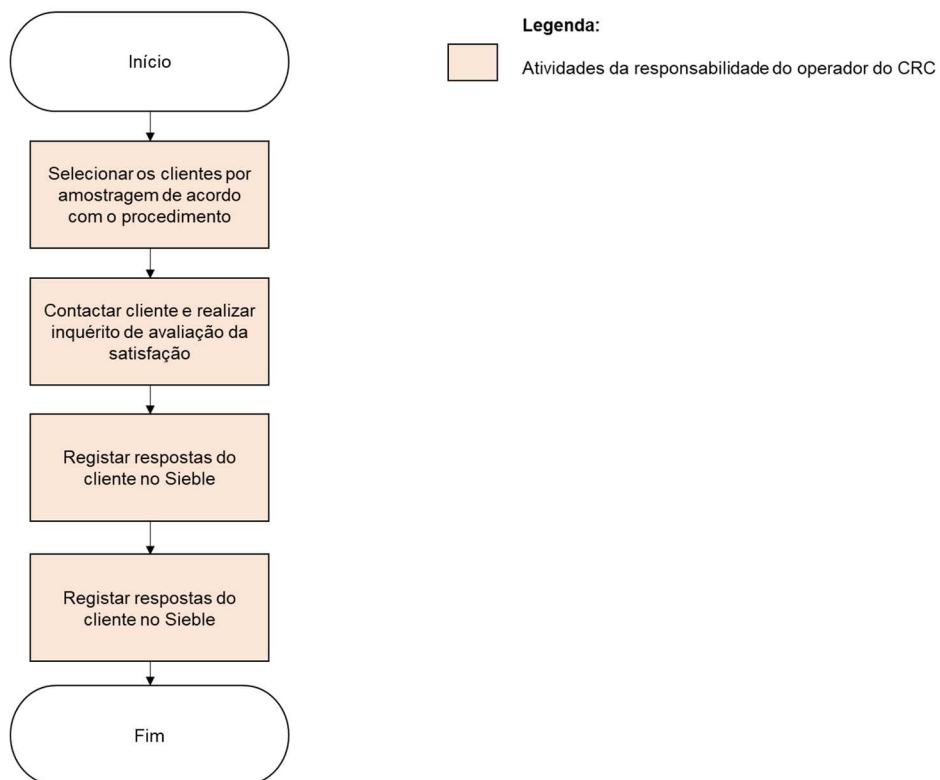 Início
Legenda:
Atividades da responsabilidade do operador do CRC
Selecionar os clientes por
amostragem de acordo
com o procedimento
Contactar cliente e realizar
inquérito de avaliação da
satisfação
Registar respostas do
cliente no Sieble
Registar respostas do
cliente no Sieble
Fim